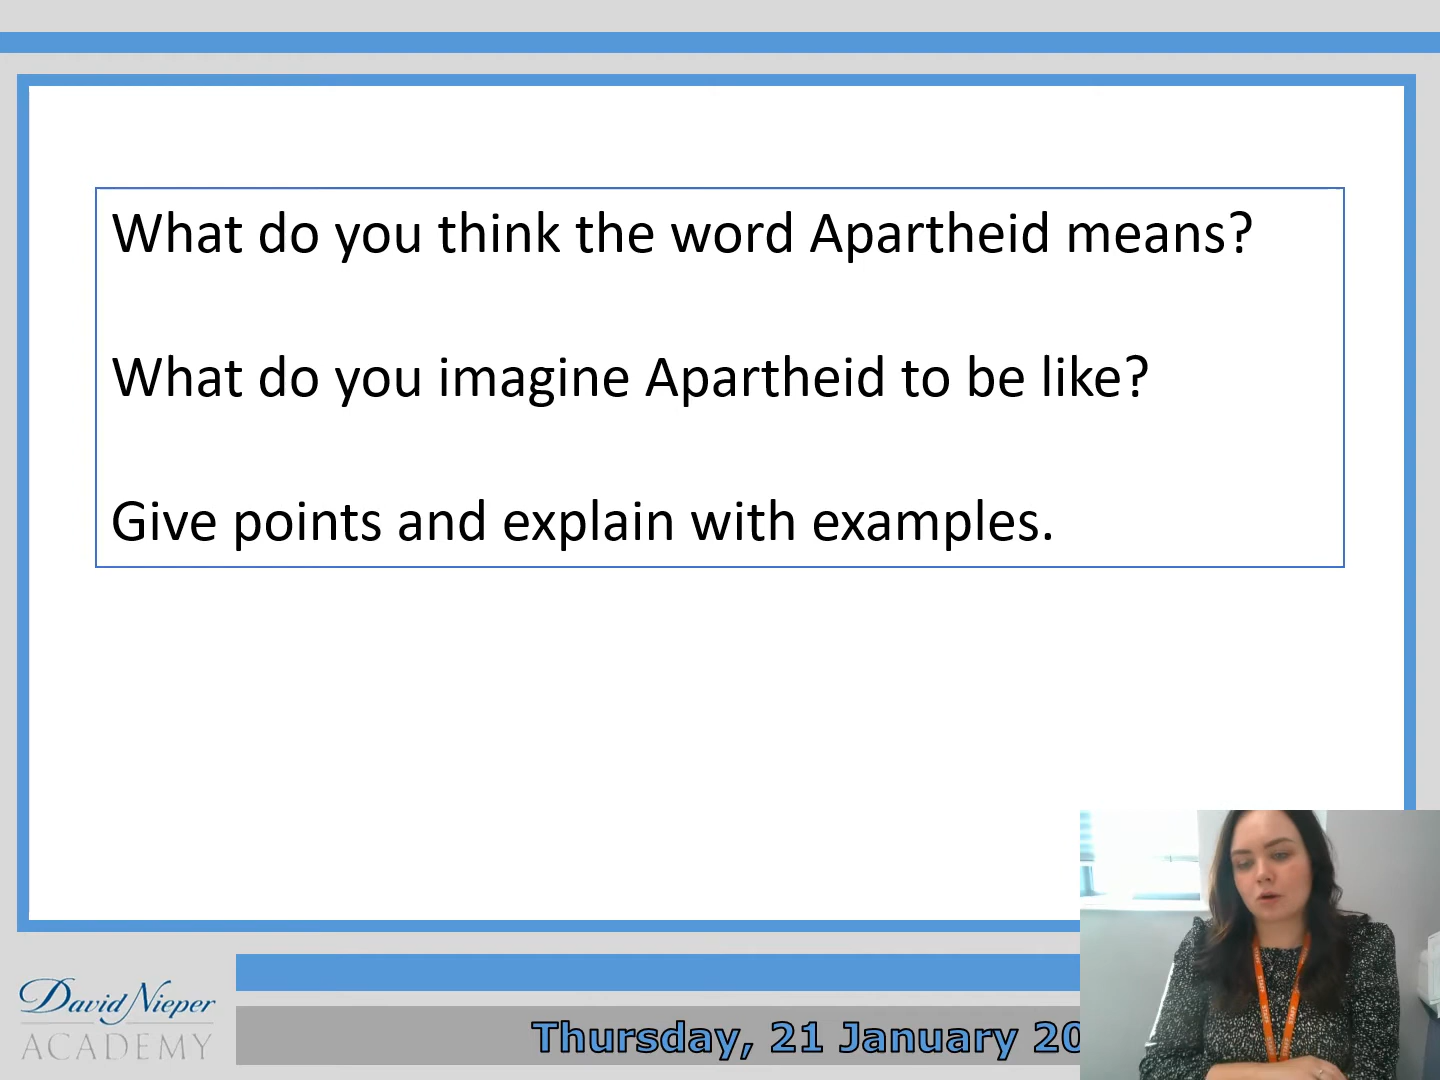 What do you think the word Apartheid means?
What do you imagine Apartheid to be like?
Give points and explain with examples.
David Nieper
ACADEMY
Thursday, 21 January 20